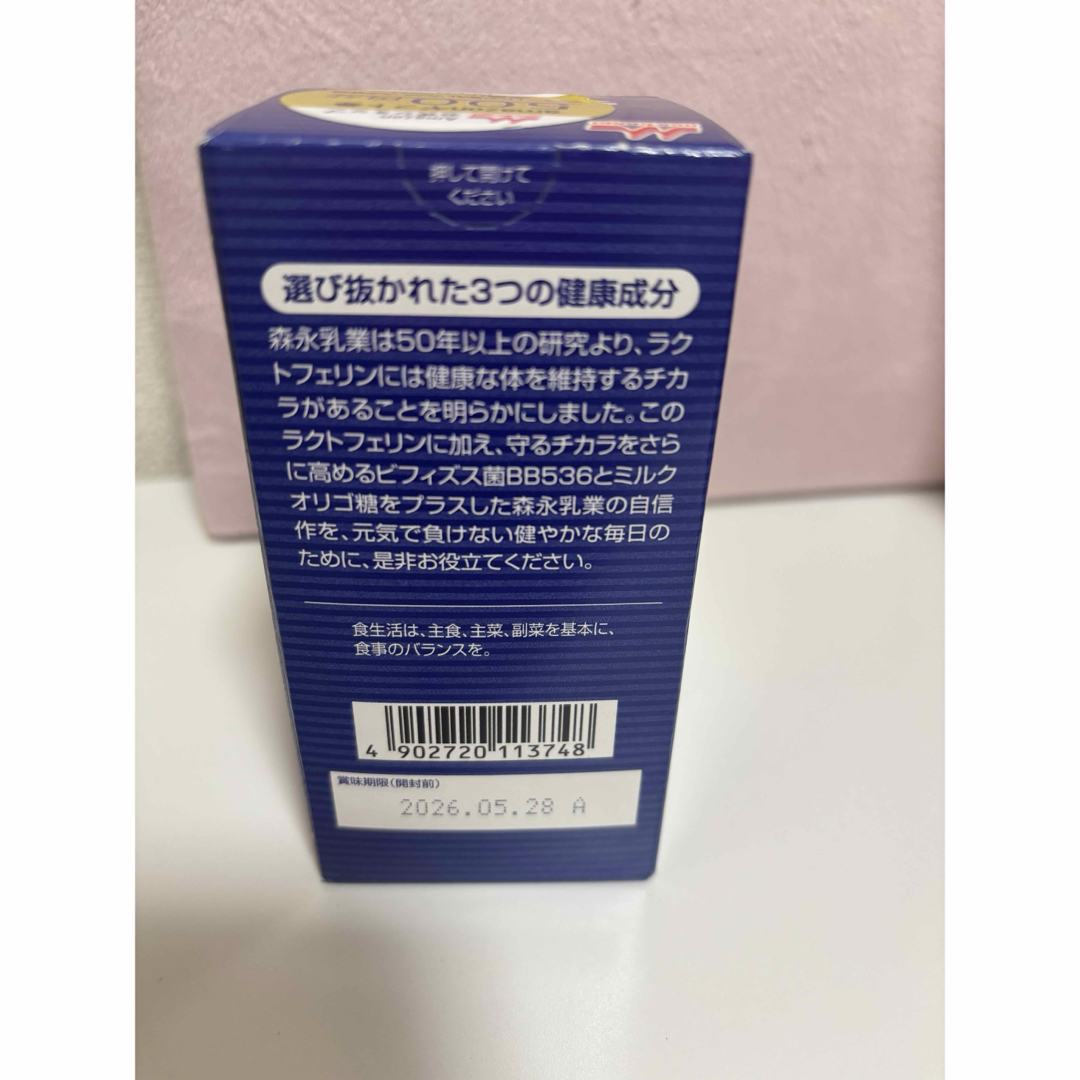 押して開けて
ください
選び抜かれた3つの健康成分
森永乳業は50年以上の研究より、ラク
トフェリンには健康な体を維持するチカ
ラがあることを明らかにしました。この
ラクトフェリンに加え、守るチカラをさら
に高めるビフィズス菌BB536とミルク
オリゴ糖をプラスした森永乳業の自信
作を、元気で負けない健やかな毎日の
ために、是非お役立てください。
食生活は、主食、主菜、副菜を基本に、
食事のバランスを。
4 902720 113748
賞味期限(開封前)
2026.05.28 A